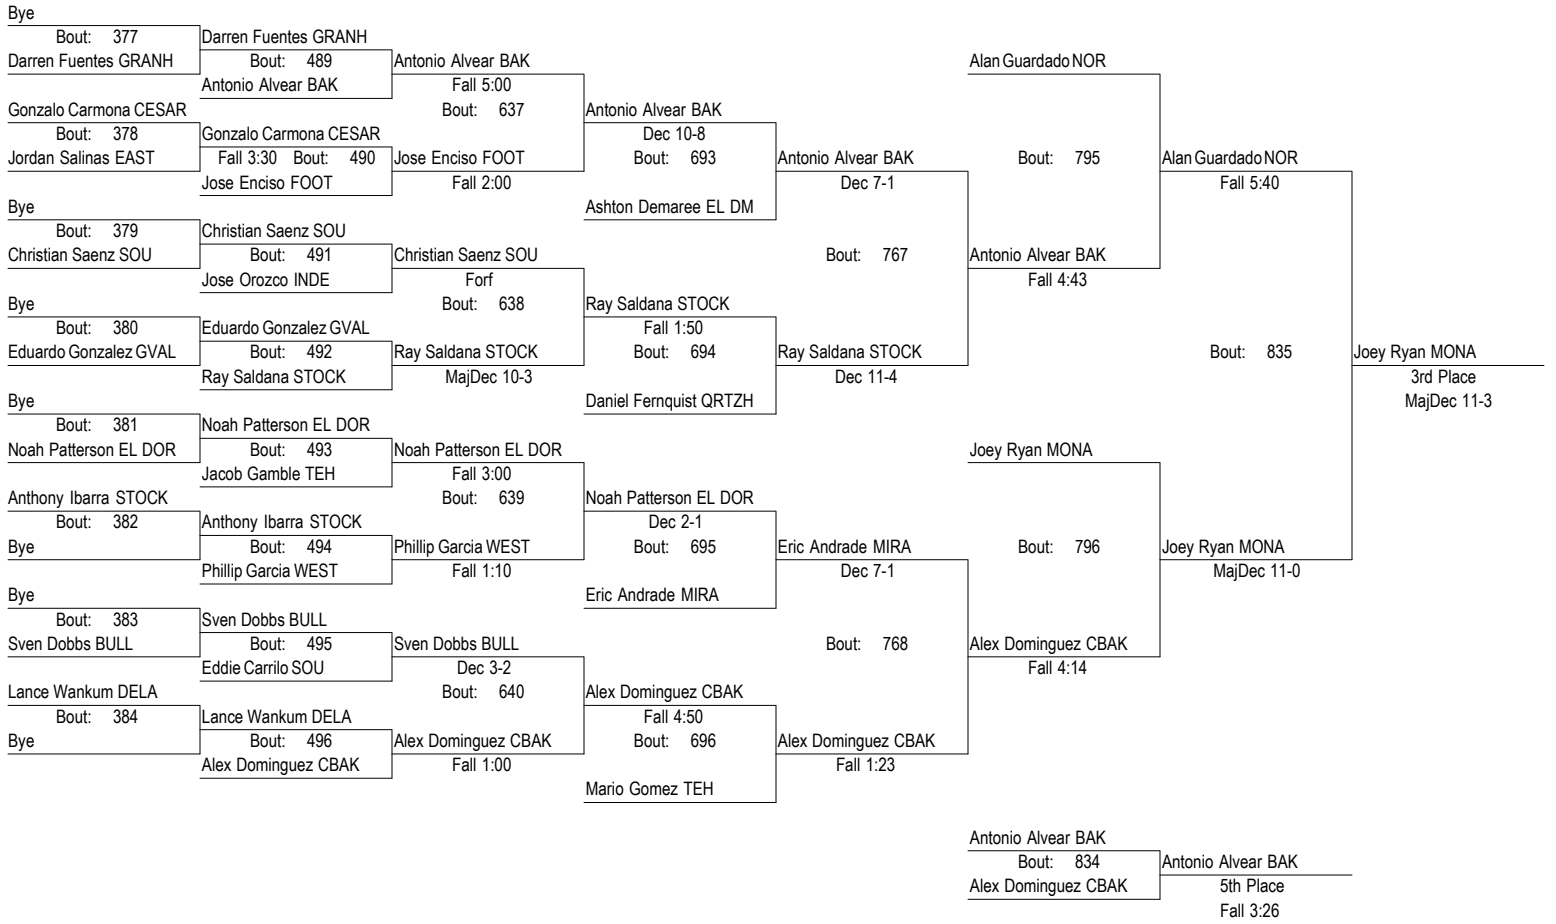 Bye
Bout: 377 Darren Fuentes GRANH
Darren Fuentes GRANH Bout: 489 Antonio Alvear BAK Alan Guardado NOR
Antonio Alvear BAK Fall 5:00
Gonzalo Carmona CESAR Bout: 637 Antonio Alvear BAK
Bout: 378 Gonzalo Carmona CESAR Dec 10-8
Jordan Salinas EAST Fall 3:30 Bout: 490 Jose Enciso FOOT Bout: 693 Antonio Alvear BAK Bout: 795 Alan Guardado NOR
Jose Enciso FOOT Fall 2:00 Dec 7-1 Fall 5:40
Bye Ashton Demaree EL DM
Bout: 379 Christian Saenz SOU
Christian Saenz SOU Bout: 491 Christian Saenz SOU Bout: 767 Antonio Alvear BAK
Jose Orozco INDE Forf Fall 4:43
Bye Bout: 638 Ray Saldana STOCK
Bout: 380 Eduardo Gonzalez GVAL Fall 1:50
Eduardo Gonzalez GVAL Bout: 492 Ray Saldana STOCK Bout: 694 Ray Saldana STOCK Bout: 835 Joey Ryan MONA
Ray Saldana STOCK MajDec 10-3 Dec 11-4 3rd Place
Bye Daniel Fernquist QRTZH MajDec 11-3
Bout: 381 Noah Patterson EL DOR
Noah Patterson EL DOR Bout: 493 Noah Patterson EL DOR Joey Ryan MONA
Jacob Gamble TEH Fall 3:00
Anthony Ibarra STOCK Bout: 639 Noah Patterson EL DOR
Bout: 382 Anthony Ibarra STOCK Dec 2-1
Bye Bout: 494 Phillip Garcia WEST Bout: 695 Eric Andrade MIRA Bout: 796 Joey Ryan MONA
Phillip Garcia WEST Fall 1:10 Dec 7-1 MajDec 11-0
Bye Eric Andrade MIRA
Bout: 383 Sven Dobbs BULL
Sven Dobbs BULL Bout: 495 Sven Dobbs BULL Bout: 768 Alex Dominguez CBAK
Eddie Carrilo SOU Dec 3-2 Fall 4:14
Lance Wankum DELA Bout: 640 Alex Dominguez CBAK
Bout: 384 Lance Wankum DELA Fall 4:50
Bye Bout: 496 Alex Dominguez CBAK Bout: 696 Alex Dominguez CBAK
Alex Dominguez CBAK Fall 1:00 Fall 1:23
Mario Gomez TEH
Antonio Alvear BAK
Bout: 834 Antonio Alvear BAK
Alex Dominguez CBAK 5th Place
Fall 3:26